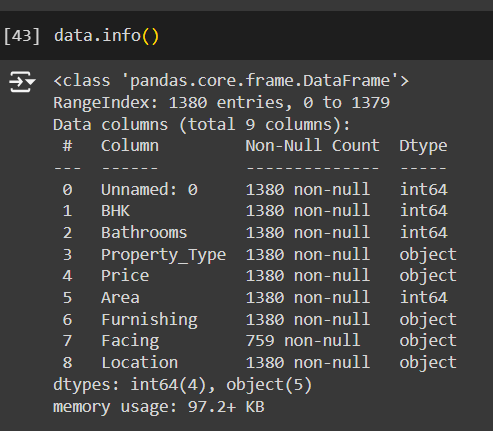 [43] data.info()
<class 'pandas.core.frame.DataFrame'>
RangeIndex: 1380 entries, 0 to 1379
Data columns (total 9 columns):
 #   Column         Non-Null Count  Dtype
---  ------         --------------  -----
 0   Unnamed: 0     1380 non-null   int64
 1   BHK            1380 non-null   int64
 2   Bathrooms      1380 non-null   int64
 3   Property_Type  1380 non-null   object
 4   Price          1380 non-null   object
 5   Area           1380 non-null   int64
 6   Furnishing     1380 non-null   object
 7   Facing         759 non-null    object
 8   Location       1380 non-null   object
dtypes: int64(4), object(5)
memory usage: 97.2+ KB